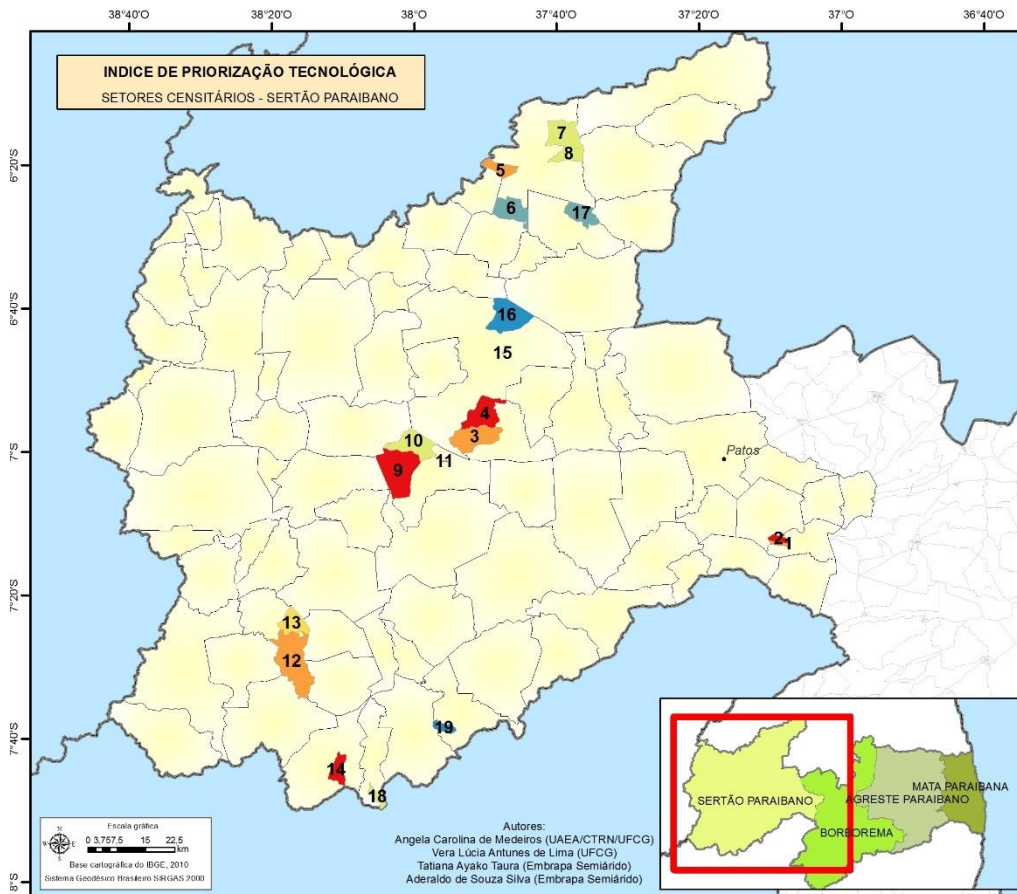 38°40'O 38°20'O 38°O 37°40'O 37°20'O 37°O 36°40'O
INDICE DE PRIORIZAÇÃO TECNOLÓGICA
SETORES CENSITÁRIOS - SERTÃO PARAIBANO
7
8
6°20'S
5
6
17
6°40'S
16
15
4
3
10
7°S
11
9
Patos
2
1
7°20'S
13
12
19
7°40'S
14
18
SERTÃO PARAIBANO
AGRESTE PARAIBANO
MATA PARAIBANA
BORBOREMA
Escala gráfica
0 3,757,5 15 22,5
km
N
Base cartográfica do IBGE, 2010
Sistema Geodésico Brasileiro SIRGAS 2000
Autores:
Angela Carolina de Medeiros (UAEA/CTRN/UFCG)
Vera Lúcia Antunes de Lima (UFCG)
Tatiana Ayako Taura (Embrapa Semiárido)
Aderaldo de Souza Silva (Embrapa Semiárido)
8°S